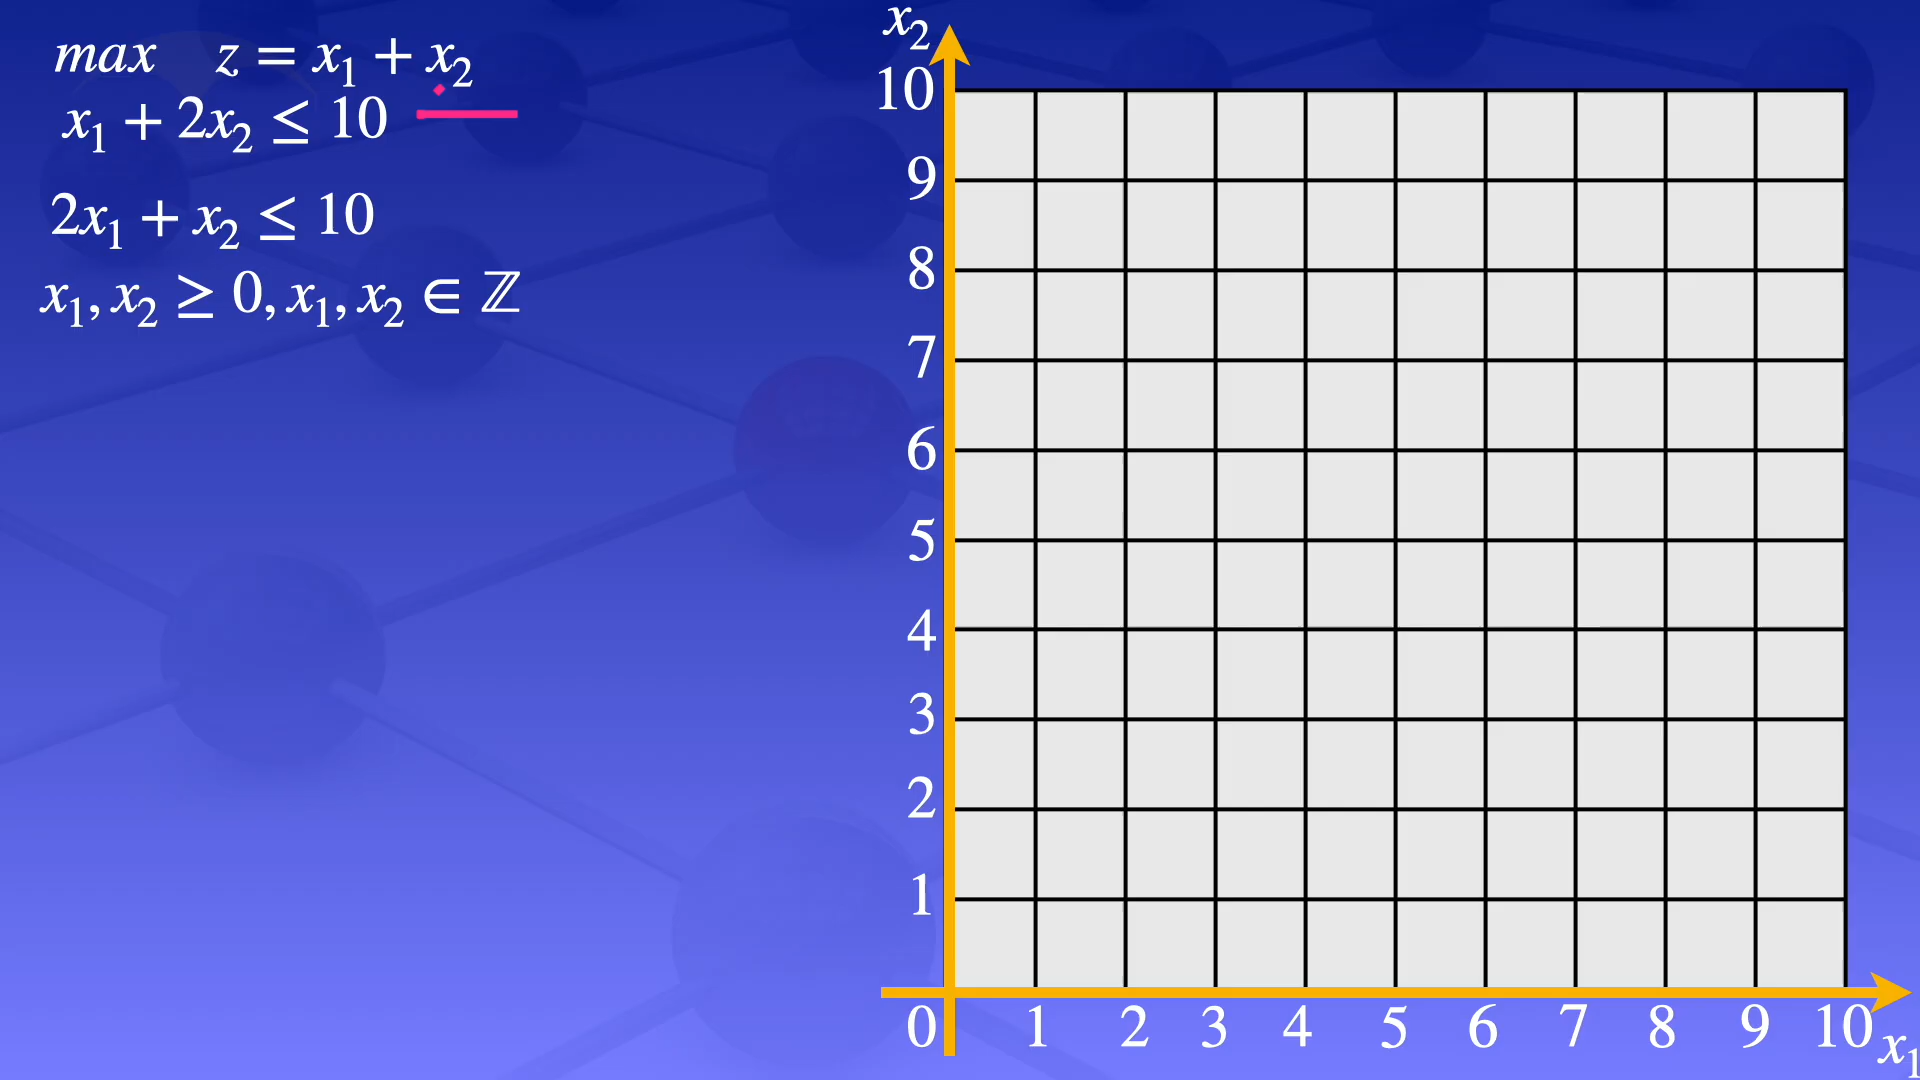 max z = x₁ + x₂
x₁ + 2x₂ ≤ 10
2x₁ + x₂ ≤ 10
x₁, x₂ ≥ 0, x₁, x₂ ∈ ℤ
x₂
10
9
8
7
6
5
4
3
2
1
0 1 2 3 4 5 6 7 8 9 10
x₁